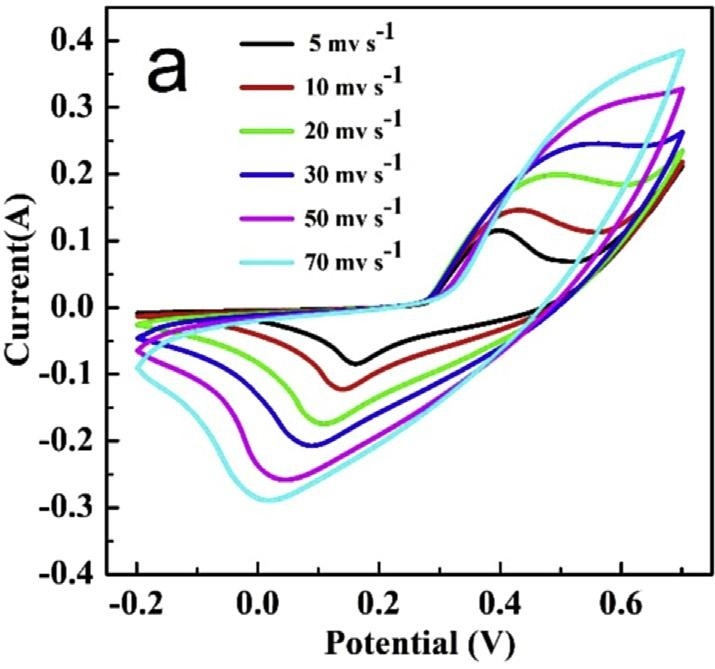 a
5 mv s-1
10 mv s-1
20 mv s-1
30 mv s-1
50 mv s-1
70 mv s-1
Current(A)
0.4
0.3
0.2
0.1
0.0
-0.1
-0.2
-0.3
-0.4
-0.2 0.0 0.2 0.4 0.6
Potential (V)